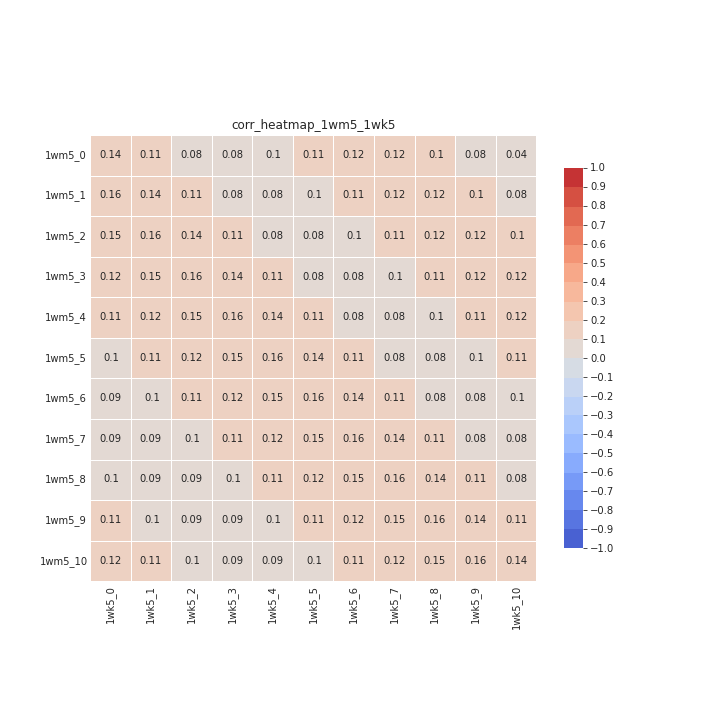 corr_heatmap_1wm5_1wk5
1wm5_0 0.14 0.11 0.08 0.08 0.1 0.11 0.12 0.12 0.1 0.08 0.04
1wm5_1 0.16 0.14 0.11 0.08 0.08 0.1 0.11 0.12 0.12 0.1 0.08
1wm5_2 0.15 0.16 0.14 0.11 0.08 0.08 0.1 0.11 0.12 0.12 0.1
1wm5_3 0.12 0.15 0.16 0.14 0.11 0.08 0.08 0.1 0.11 0.12 0.12
1wm5_4 0.11 0.12 0.15 0.16 0.14 0.11 0.08 0.08 0.1 0.11 0.12
1wm5_5 0.1 0.11 0.12 0.15 0.16 0.14 0.11 0.08 0.08 0.1 0.11
1wm5_6 0.09 0.1 0.11 0.12 0.15 0.16 0.14 0.11 0.08 0.08 0.1
1wm5_7 0.09 0.09 0.1 0.11 0.12 0.15 0.16 0.14 0.11 0.08 0.08
1wm5_8 0.1 0.09 0.09 0.1 0.11 0.12 0.15 0.16 0.14 0.11 0.08
1wm5_9 0.11 0.1 0.09 0.09 0.1 0.11 0.12 0.15 0.16 0.14 0.11
1wm5_10 0.12 0.11 0.1 0.09 0.09 0.1 0.11 0.12 0.15 0.16 0.14
1wk5_0 1wk5_1 1wk5_2 1wk5_3 1wk5_4 1wk5_5 1wk5_6 1wk5_7 1wk5_8 1wk5_9 1wk5_10
1.0
0.9
0.8
0.7
0.6
0.5
0.4
0.3
0.2
0.1
0.0
−0.1
−0.2
−0.3
−0.4
−0.5
−0.6
−0.7
−0.8
−0.9
−1.0